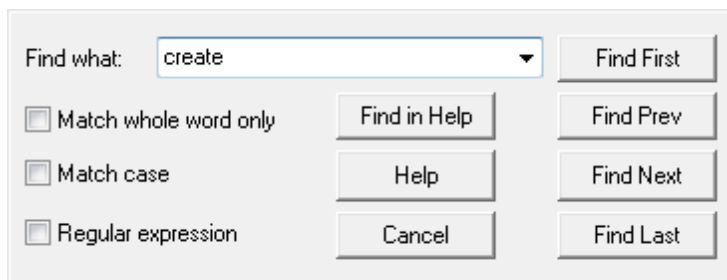 Find what: create Find First
Match whole word only Find in Help Find Prev
Match case Help Find Next
Regular expression Cancel Find Last